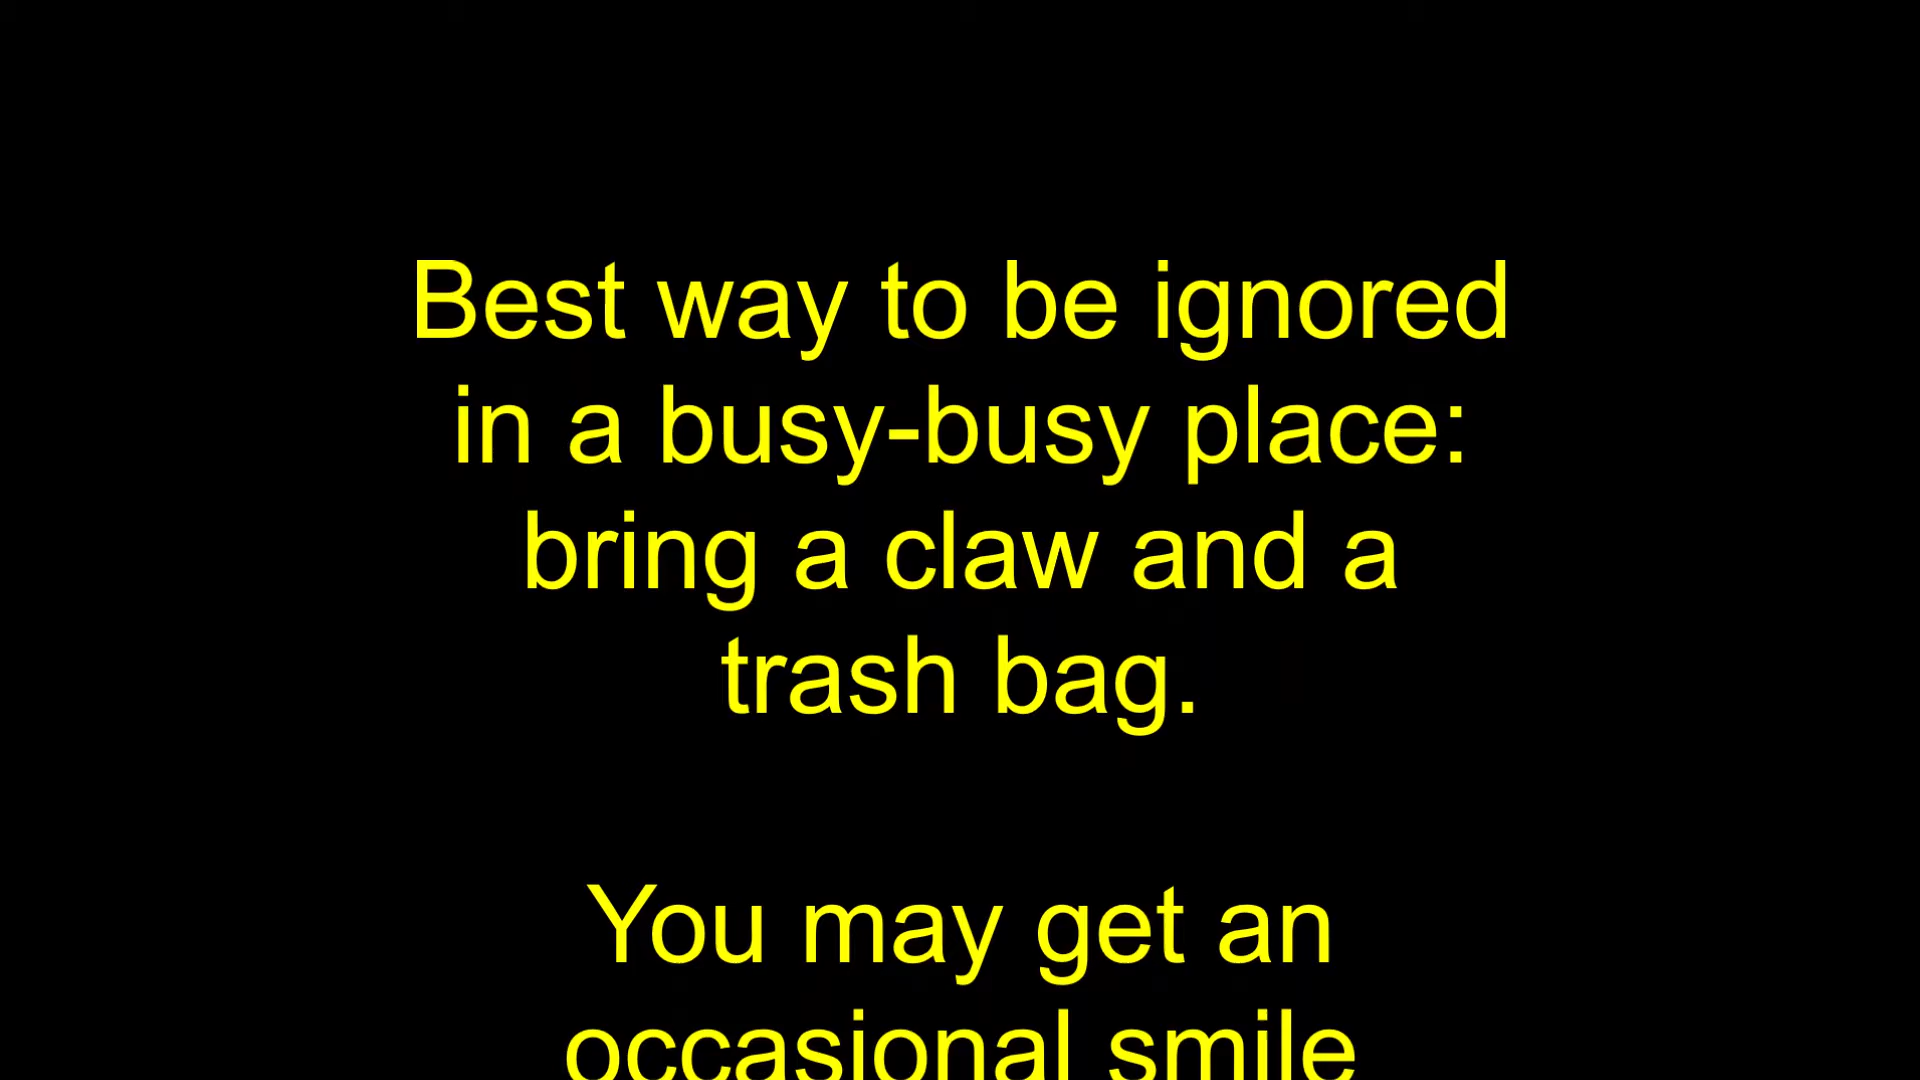 Best way to be ignored
in a busy-busy place:
bring a claw and a
trash bag.
You may get an
occasional smile